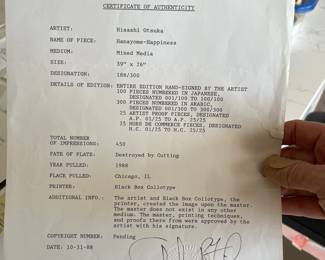 CERTIFICATE OF AUTHENTICITY
ARTIST: Hisashi Otsuka
NAME OF PIECE: Hanayome-Happiness
MEDIUM: Mixed Media
SIZE: 39" x 26"
DESIGNATION: 188/300
DETAILS OF EDITION: ENTIRE EDITION HAND-SIGNED BY THE ARTIST
100 PIECES NUMBERED IN JAPANESE,
DESIGNATED 001/100 TO 100/100
300 PIECES NUMBERED IN ARABIC,
DESIGNATED 001/300 TO 300/300
25 ARTIST PROOF PIECES, DESIGNATED
A.P. 01/25 TO A.P. 25/25
25 HORS DE COMMERCE PIECES, DESIGNATED
H.C. 01/25 TO H.C. 25/25
TOTAL NUMBER
OF IMPRESSIONS: 450
FATE OF PLATE: Destroyed by Cutting
YEAR PULLED: 1988
PLACE PULLED: Chicago, IL
PRINTER: Black Box Collotype
ADDITIONAL INFO.: The artist and Black Box Collotype, the
printer, created the image upon the master.
The master does not exist in any other
medium. The master, printing techniques,
and proofs there from were approved by the
artist with his signature.
COPYRIGHT NUMBER: Pending
DATE: 10-31-88